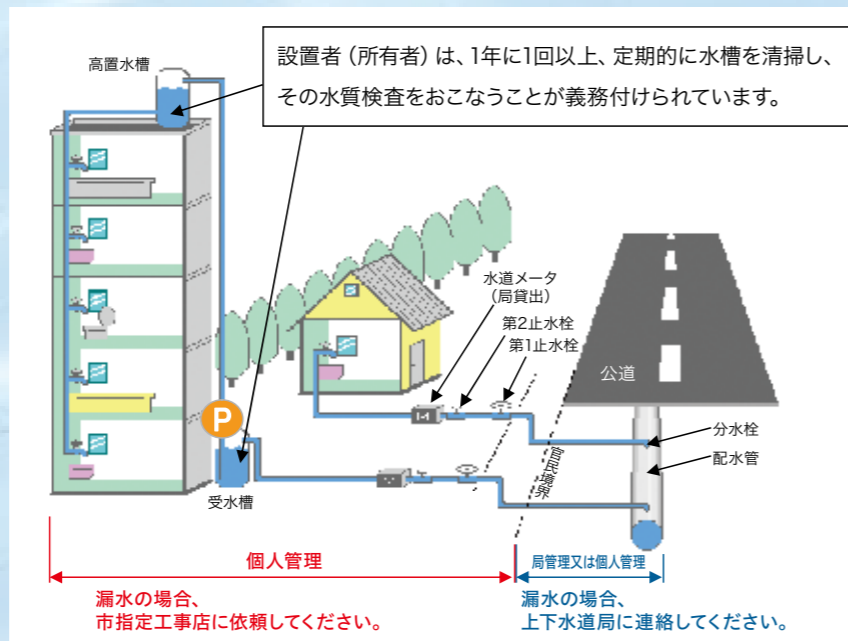 設置者（所有者）は、1年に1回以上、定期的に水槽を清掃し、
その水質検査をおこなうことが義務付けられています。
高置水槽
水道メータ
（局貸出）
第2止水栓
第1止水栓
公道
P
分水栓
配水管
官民境界
受水槽
個人管理
局管理又は個人管理
漏水の場合、
市指定工事店に依頼してください。
漏水の場合、
上下水道局に連絡してください。